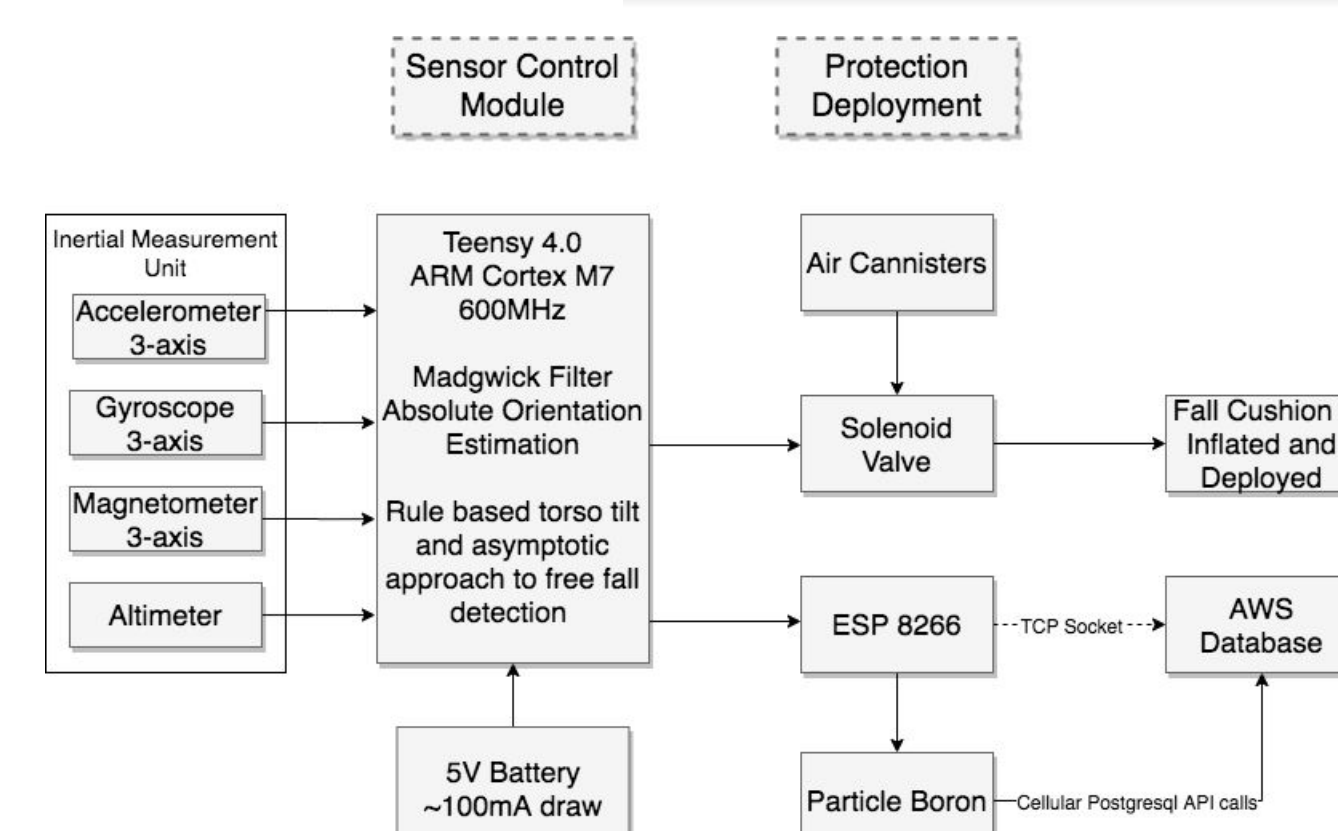 Sensor Control
Module
Protection
Deployment
Inertial Measurement
Unit
Accelerometer
3-axis
Gyroscope
3-axis
Magnetometer
3-axis
Altimeter
Teensy 4.0
ARM Cortex M7
600MHz
Madgwick Filter
Absolute Orientation
Estimation
Rule based torso tilt
and asymptotic
approach to free fall
detection
5V Battery
~100mA draw
Air Cannisters
Solenoid
Valve
Fall Cushion
Inflated and
Deployed
ESP 8266
TCP Socket
AWS
Database
Particle Boron
Cellular Postgresql API calls